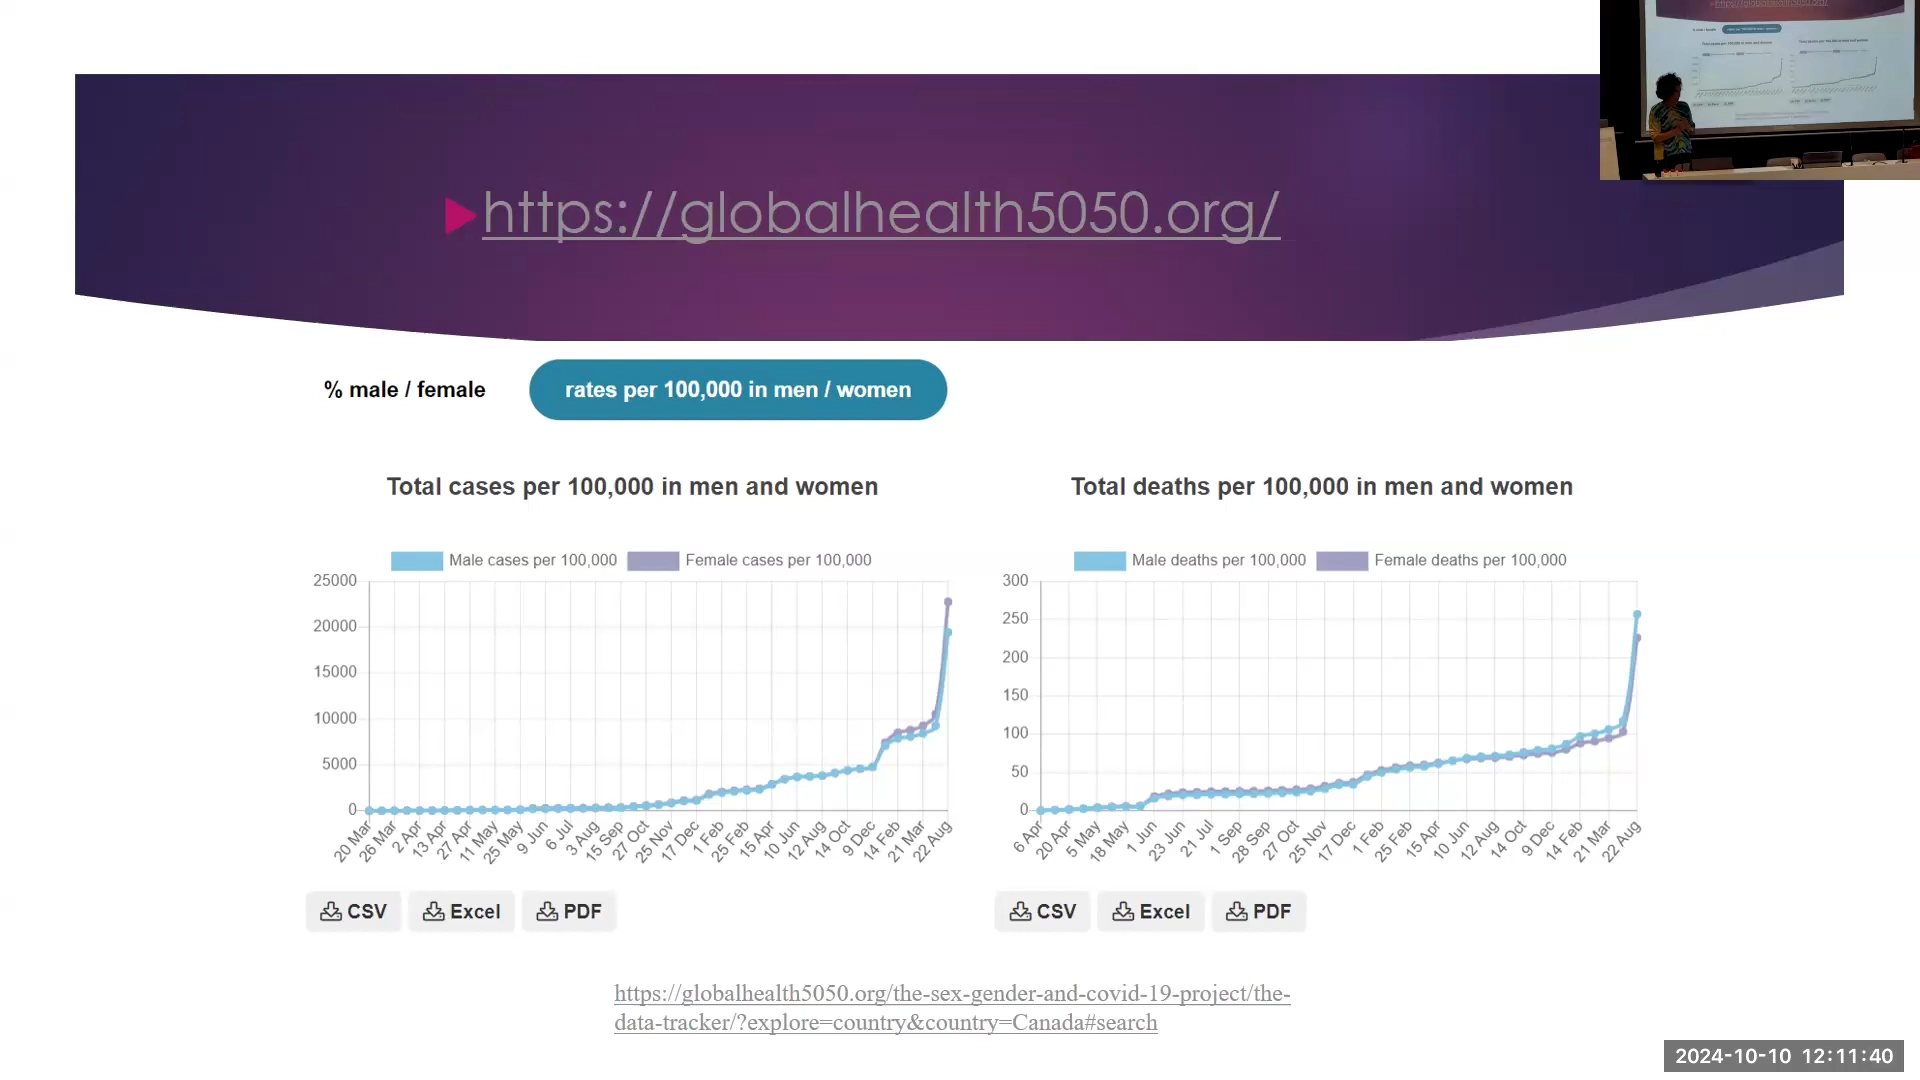 https://globalhealth5050.org/
% male / female
rates per 100,000 in men / women
Total cases per 100,000 in men and women
Male cases per 100,000
Female cases per 100,000
25000
20000
15000
10000
5000
0
20 Mar
26 Mar
2 Apr
13 Apr
27 Apr
11 May
25 May
9 Jun
6 Jul
3 Aug
15 Sep
27 Oct
25 Nov
17 Dec
1 Feb
25 Feb
15 Apr
10 Jun
12 Aug
14 Oct
9 Dec
14 Feb
21 Mar
22 Aug
CSV
Excel
PDF
Total deaths per 100,000 in men and women
Male deaths per 100,000
Female deaths per 100,000
300
250
200
150
100
50
0
6 Apr
20 Apr
5 May
18 May
1 Jun
23 Jun
21 Jul
1 Sep
28 Sep
27 Oct
25 Nov
17 Dec
1 Feb
25 Feb
15 Apr
10 Jun
12 Aug
14 Oct
9 Dec
14 Feb
21 Mar
22 Aug
CSV
Excel
PDF
https://globalhealth5050.org/the-sex-gender-and-covid-19-project/the-
data-tracker/?explore=country&country=Canada#search
2024-10-10 12:11:40